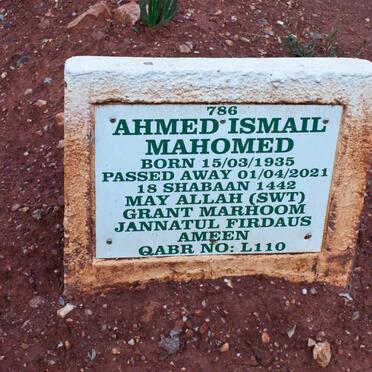 786
AHMED ISMAIL
MAHOMED
BORN 15/03/1935
PASSED AWAY 01/04/2021
18 SHABAAN 1442
MAY ALLAH (SWT)
GRANT MARHOOM
JANNATUL FIRDAUS
AMEEN
QABR NO: L110